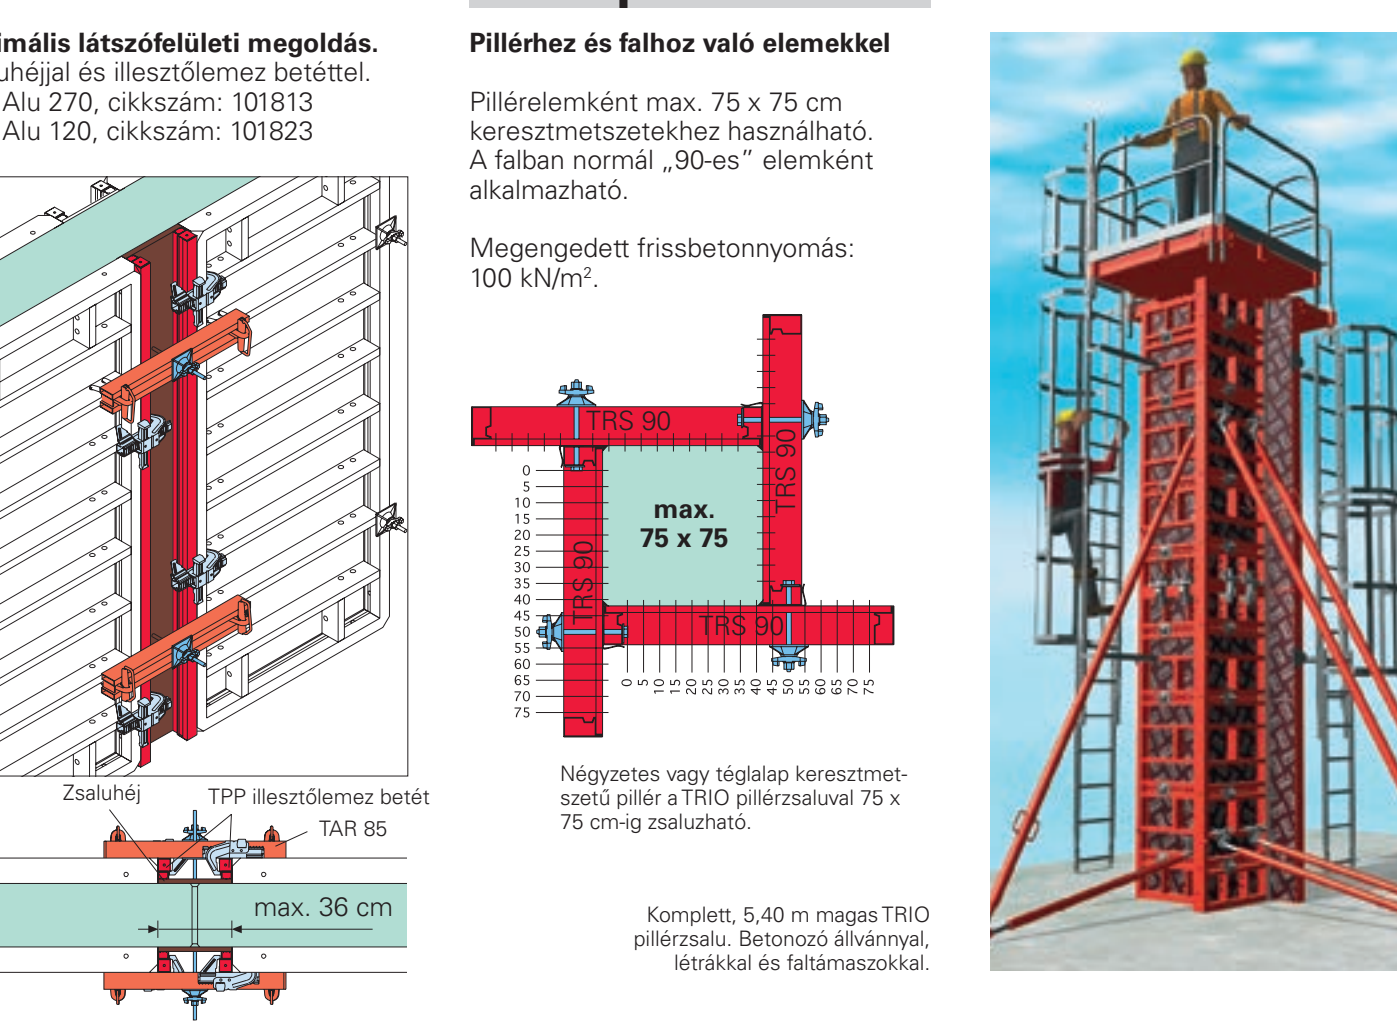 imális látszófelületi megoldás.
uhéjjal és illesztőlemez betéttel.
Alu 270, cikkszám: 101813
Alu 120, cikkszám: 101823
Zsaluhéj
TPP illesztőlemez betét
TAR 85
max. 36 cm
Pillérhez és falhoz való elemekkel
Pillérelemként max. 75 x 75 cm
keresztmetszetekhez használható.
A falban normál „90-es” elemként
alkalmazható.
Megengedett frissbetonnyomás:
100 kN/m².
TRS 90
TRS 90
max.
75 x 75
TRS 90
TRS 90
0
5
10
15
20
25
30
35
40
45
50
55
60
65
70
75
0 5 10 15 20 25 30 35 40 45 50 55 60 65 70 75
Négyzetes vagy téglalap keresztmet-
szetű pillér a TRIO pillérzsaluval 75 x
75 cm-ig zsaluzható.
Komplett, 5,40 m magas TRIO
pillérzsalu. Betonozó állvánnyal,
létrákkal és faltámaszokkal.